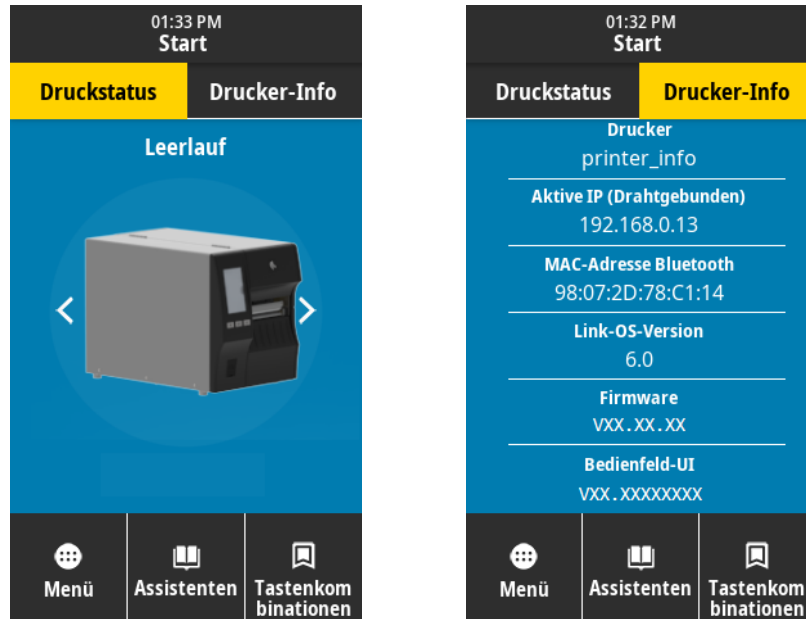 01:33 PM
Start
Druckstatus
Drucker-Info
Leerlauf
Menü
Assistenten
Tastenkom
binationen
01:32 PM
Start
Druckstatus
Drucker-Info
Drucker
printer_info
Aktive IP (Drahtgebunden)
192.168.0.13
MAC-Adresse Bluetooth
98:07:2D:78:C1:14
Link-OS-Version
6.0
Firmware
VXX.XX.XX
Bedienfeld-UI
VXX.XXXXXXXX
Menü
Assistenten
Tastenkom
binationen